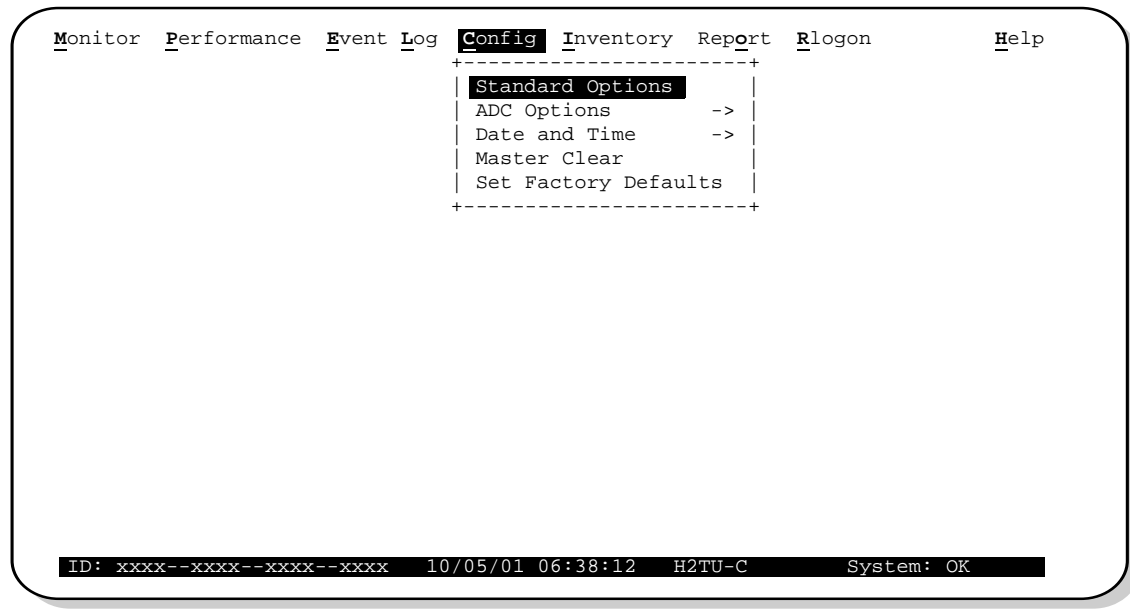 Monitor Performance Event Log Config Inventory Report Rlogon Help
+-----------------------+
| Standard Options |
| ADC Options -> |
| Date and Time -> |
| Master Clear |
| Set Factory Defaults |
+-----------------------+
ID: xxxx--xxxx--xxxx--xxxx 10/05/01 06:38:12 H2TU-C System: OK